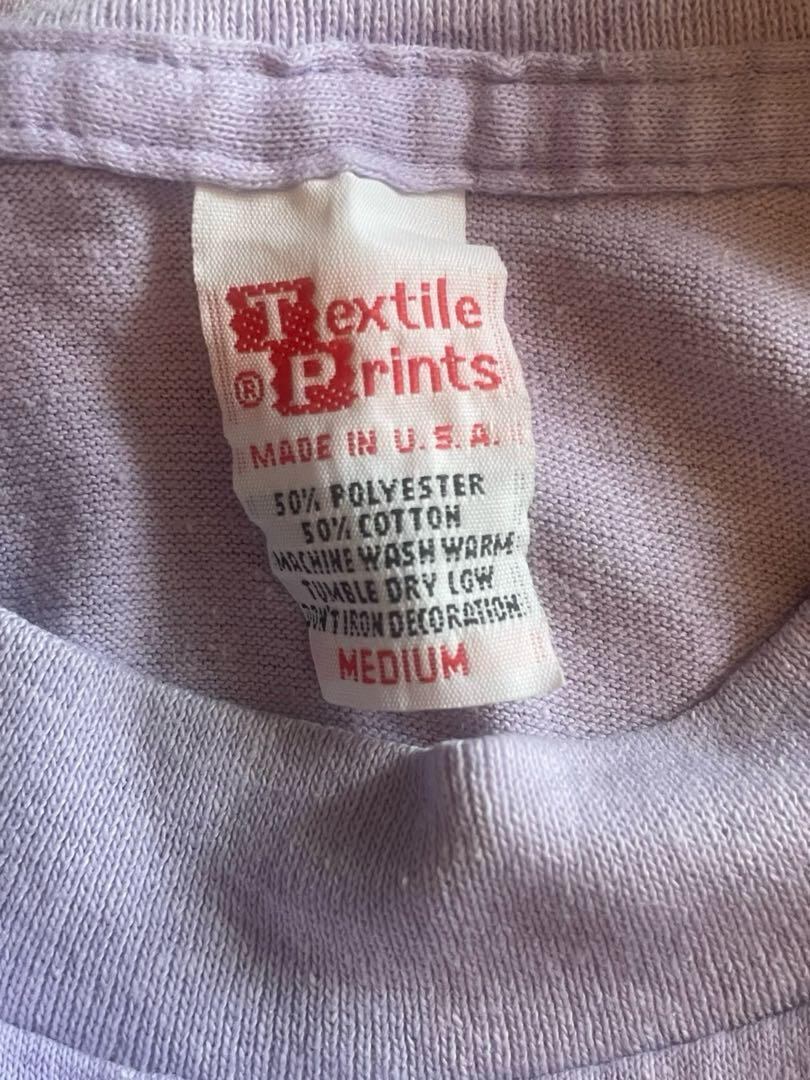 Textile
® Prints
MADE IN U.S.A.
50% POLYESTER
50% COTTON
MACHINE WASH WARM
TUMBLE DRY LOW
DON'T IRON DECORATION
MEDIUM